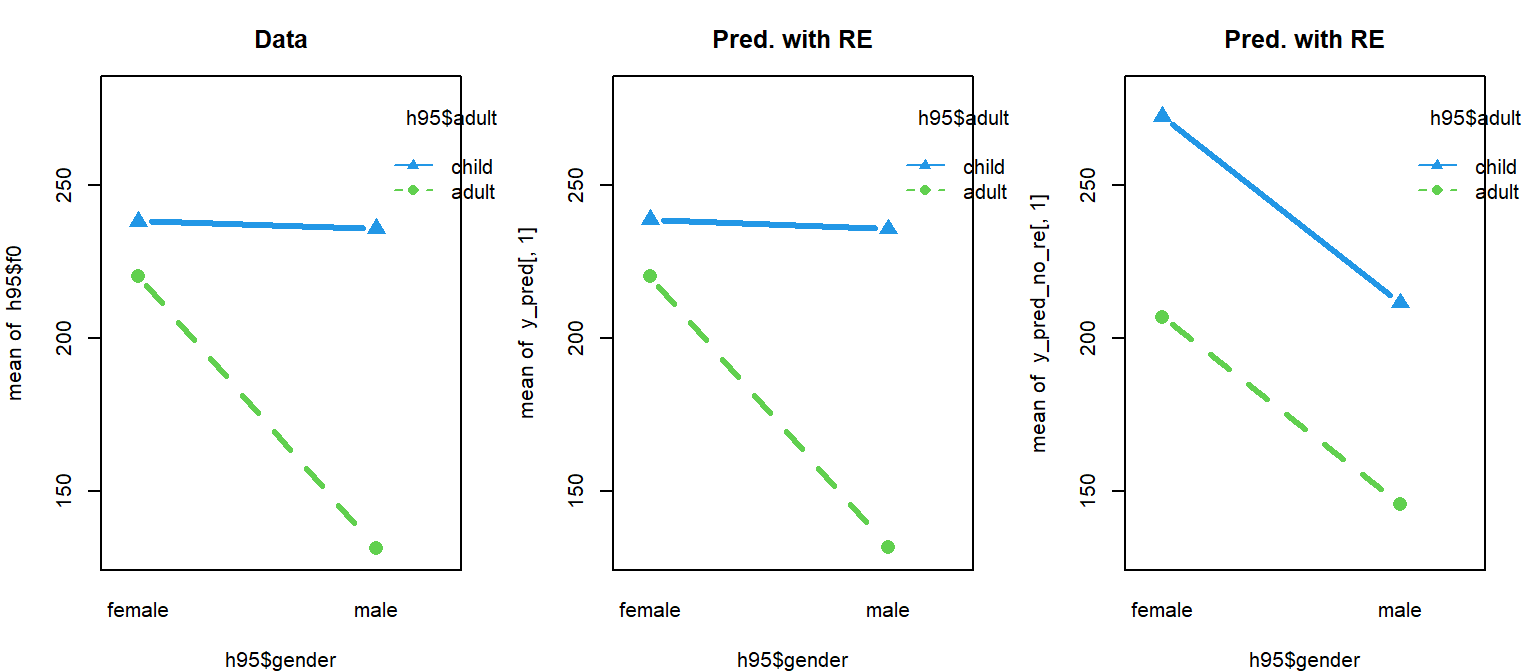 Data
mean of h95$f0
250
200
150
h95$adult
child
adult
female
male
h95$gender
Pred. with RE
mean of y_pred[, 1]
250
200
150
h95$adult
child
adult
female
male
h95$gender
Pred. with RE
mean of y_pred_no_re[, 1]
250
200
150
h95$adult
child
adult
female
male
h95$gender